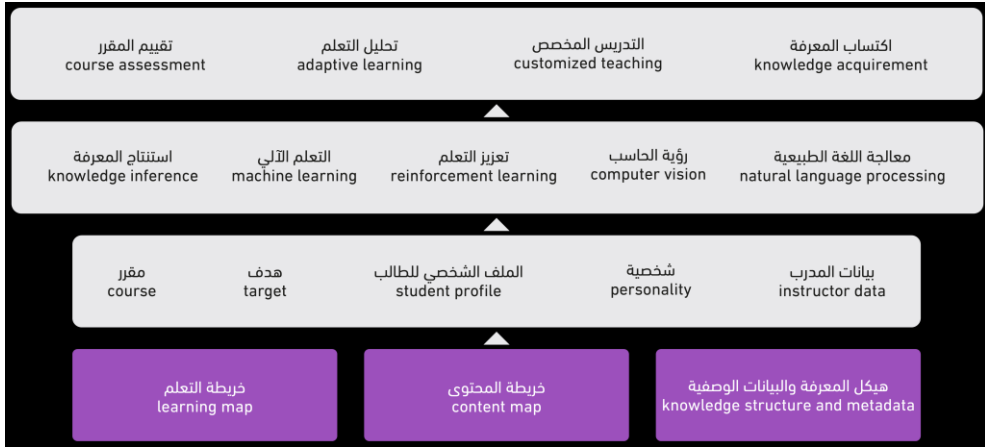 تقييم المقرر
course assessment
تحليل التعلم
adaptive learning
التدريس المخصص
customized teaching
اكتساب المعرفة
knowledge acquirement
استنتاج المعرفة
knowledge inference
التعلم الآلي
machine learning
تعزيز التعلم
reinforcement learning
رؤية الحاسب
computer vision
معالجة اللغة الطبيعية
natural language processing
مقرر
course
هدف
target
الملف الشخصي للطالب
student profile
شخصية
personality
بيانات المدرب
instructor data
خريطة التعلم
learning map
خريطة المحتوى
content map
هيكل المعرفة والبيانات الوصفية
knowledge structure and metadata